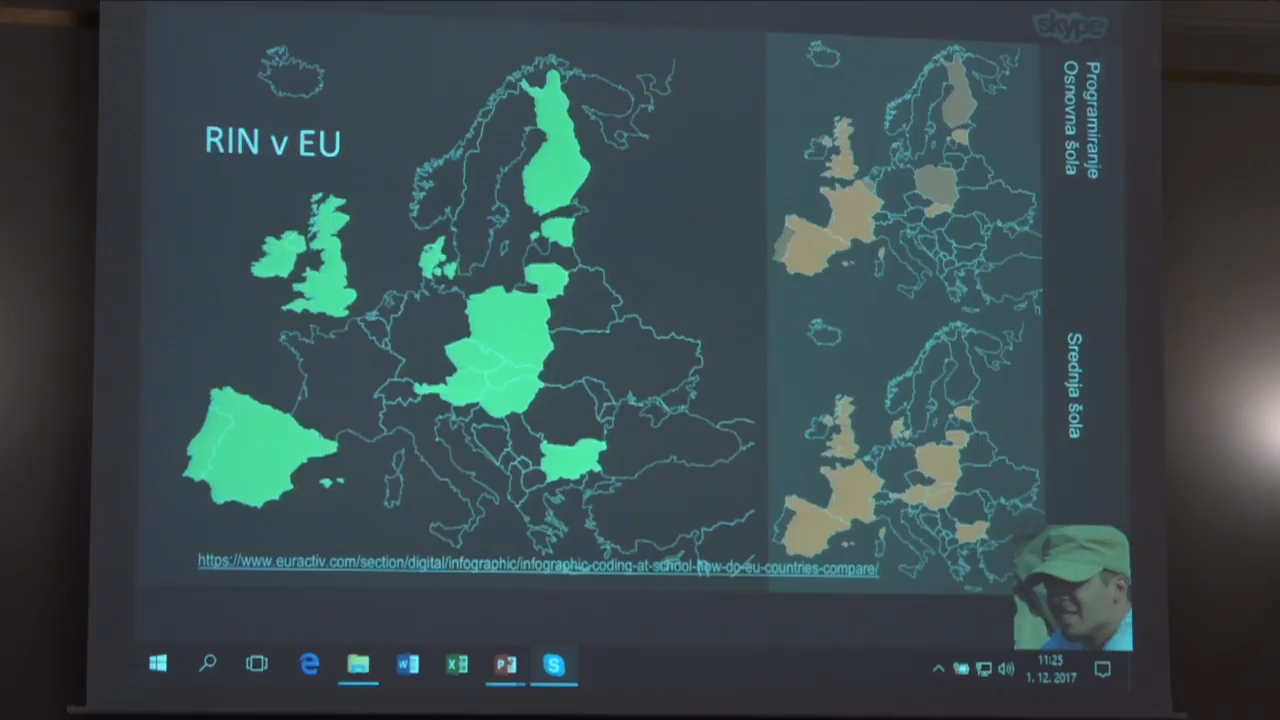 skype
RIN v EU
Programiranje
Osnovna šola
Srednja šola
https://www.euractiv.com/section/digital/infographic/infographic-coding-at-school-how-do-eu-countries-compare/
11:25
1. 12. 2017